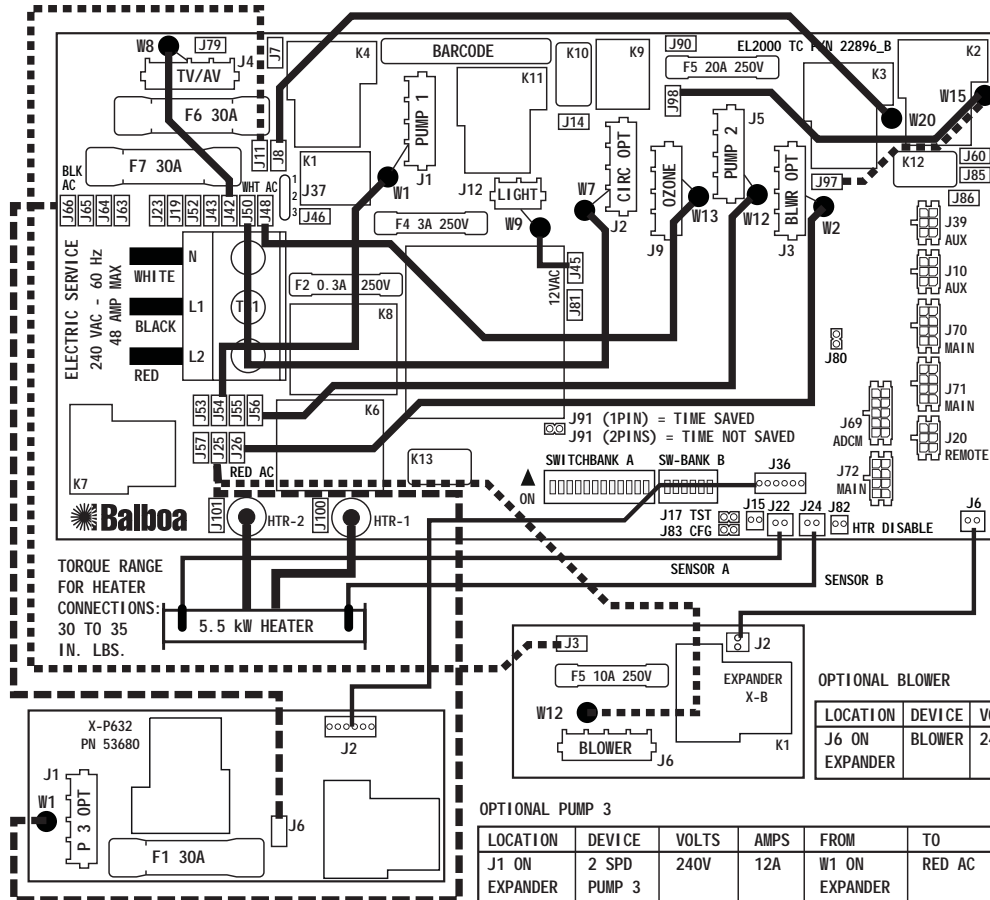 W8
J79
J4
TV/AV
F6 30A
J7
K4
BARCODE
K10
K9
J90
EL2000 TC P/N 22896_B
F5 20A 250V
K3
K2
W15
K11
PUMP 1
J98
W20
J11
J8
J14
J5
PUMP 2
K12
J60
J85
J97
J86
F7 30A
BLK
AC
WHT AC
K1
1
2
3
J37
J46
W1
J1
J12
LIGHT
W9
W7
CIRC OPT
J2
OZONE
J9
W13
W12
BLWR OPT
J3
W2
J66
J65
J64
J63
J23
J19
J52
J43
J42
J50
J48
F4 3A 250V
J39
AUX
J10
AUX
J70
MAIN
J71
MAIN
J20
REMOTE
ELECTRIC SERVICE
240 VAC - 60 Hz
48 AMP MAX
N
WHITE
L1
BLACK
L2
RED
TB1
F2 0.3A 250V
K8
12VAC
J45
J81
J80
J53
J54
J55
J56
J57
J25
J26
RED AC
K6
K13
K7
J91 (1PIN) = TIME SAVED
J91 (2PINS) = TIME NOT SAVED
SWITCHBANK A
SW-BANK B
ON
J36
J69
ADCM
J72
MAIN
J17 TST
J83 CFG
J15
J22
J24
J82
HTR DISABLE
J6
Balboa
J101
HTR-2
J100
HTR-1
SENSOR A
SENSOR B
TORQUE RANGE
FOR HEATER
CONNECTIONS:
30 TO 35
IN. LBS.
5.5 kW HEATER
J3
J2
F5 10A 250V
EXPANDER
X-B
W12
BLOWER
J6
K1
OPTIONAL BLOWER
LOCATION DEVICE
J6 ON BLOWER
EXPANDER
X-P632
PN 53680
J2
J1
W1
P 3 OPT
J6
F1 30A
OPTIONAL PUMP 3
LOCATION DEVICE VOLTS AMPS FROM TO
J1 ON 2 SPD 240V 12A W1 ON RED AC
EXPANDER PUMP 3 EXPANDER